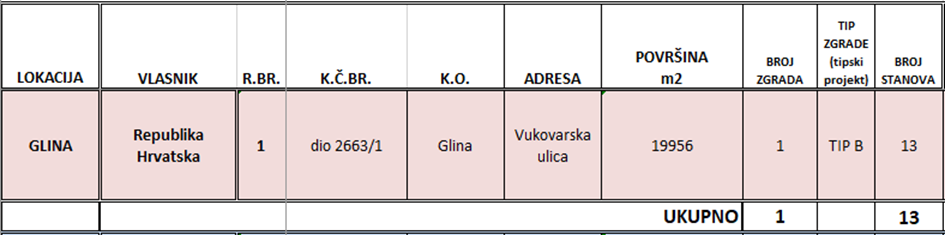 LOKACIJA VLASNIK R.BR. K.Č.BR. K.O. ADRESA POVRŠINA m2 BROJ ZGRADA TIP ZGRADE (tipski projekt) BROJ STANOVA
GLINA Republika Hrvatska 1 dio 2663/1 Glina Vukovarska ulica 19956 1 TIP B 13
UKUPNO 1 13